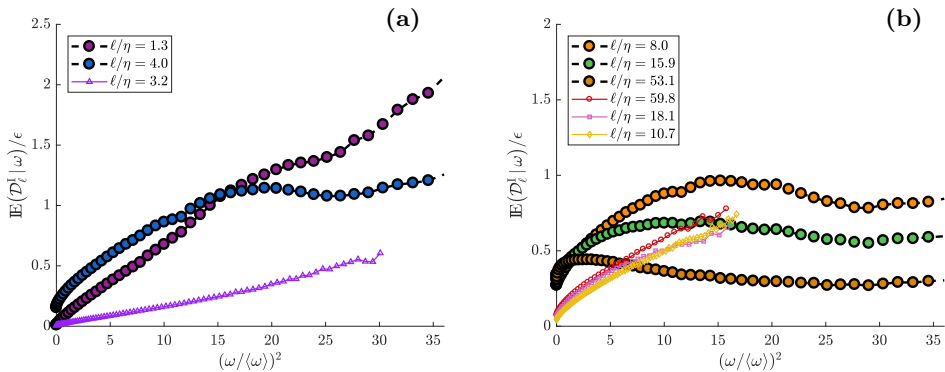 (a)
2.5
2
1.5
1
0.5
0
ℓ/η = 1.3
ℓ/η = 4.0
ℓ/η = 3.2
𝔼(𝒟ℓᴵ | ω)/ϵ
0 5 10 15 20 25 30 35
(ω/⟨ω⟩)²
(b)
2
1.5
1
0.5
0
ℓ/η = 8.0
ℓ/η = 15.9
ℓ/η = 53.1
ℓ/η = 59.8
ℓ/η = 18.1
ℓ/η = 10.7
𝔼(𝒟ℓᴵ | ω)/ϵ
0 5 10 15 20 25 30 35
(ω/⟨ω⟩)²